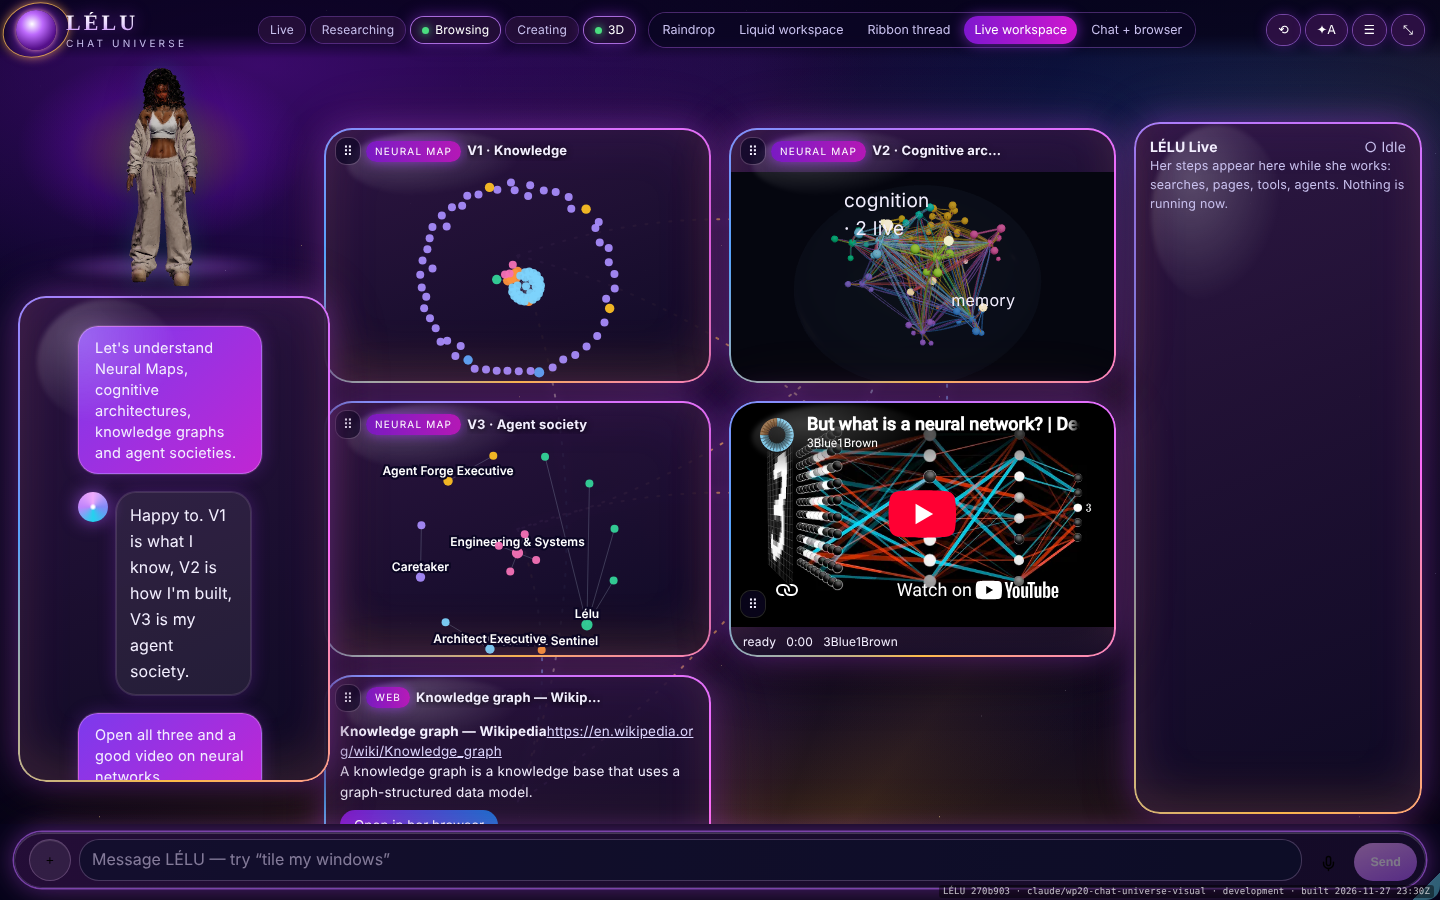 LÉLU
CHAT UNIVERSE
Live
Researching
Browsing
Creating
3D
Raindrop
Liquid workspace
Ribbon thread
Live workspace
Chat + browser
A
Let's understand
Neural Maps,
cognitive
architectures,
knowledge graphs
and agent societies.
Happy to. V1
is what I
know, V2 is
how I'm built,
V3 is my
agent
society.
Open all three and a
good video on neural
networks
NEURAL MAP
V1 · Knowledge
NEURAL MAP
V2 · Cognitive arc...
cognition
· 2 live
memory
NEURAL MAP
V3 · Agent society
Agent Forge Executive
Engineering & Systems
Caretaker
Lélu
Architect Executive
Sentinel
But what is a neural network? | De
3Blue1Brown
3
Watch on YouTube
ready 0:00 3Blue1Brown
WEB
Knowledge graph — Wikip...
Knowledge graph — Wikipediahttps://en.wikipedia.or
g/wiki/Knowledge_graph
A knowledge graph is a knowledge base that uses a
graph-structured data model.
Open in her browser
LÉLU Live
Idle
Her steps appear here while she works:
searches, pages, tools, agents. Nothing is
running now.
+
Message LÉLU — try “tile my windows”
Send
LÉLU 270b903 · claude/wp20-chat-universe-visual · development · built 2026-11-27 23:30Z